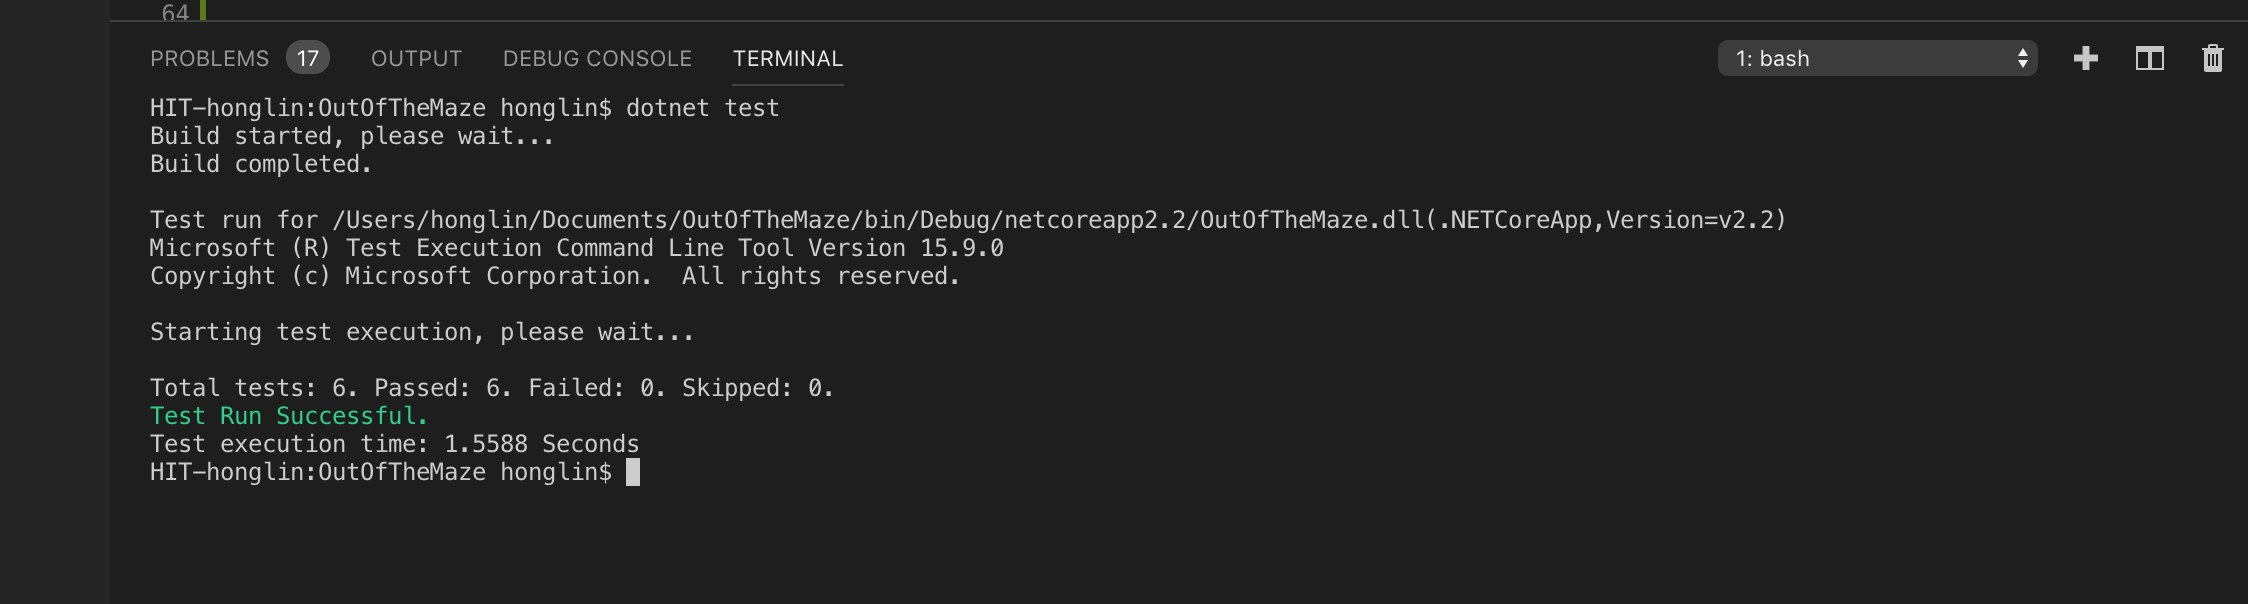 64
PROBLEMS 17 OUTPUT DEBUG CONSOLE TERMINAL 1: bash
HIT-honglin:OutOfTheMaze honglin$ dotnet test
Build started, please wait...
Build completed.
Test run for /Users/honglin/Documents/OutOfTheMaze/bin/Debug/netcoreapp2.2/OutOfTheMaze.dll(.NETCoreApp,Version=v2.2)
Microsoft (R) Test Execution Command Line Tool Version 15.9.0
Copyright (c) Microsoft Corporation.  All rights reserved.
Starting test execution, please wait...
Total tests: 6. Passed: 6. Failed: 0. Skipped: 0.
Test Run Successful.
Test execution time: 1.5588 Seconds
HIT-honglin:OutOfTheMaze honglin$